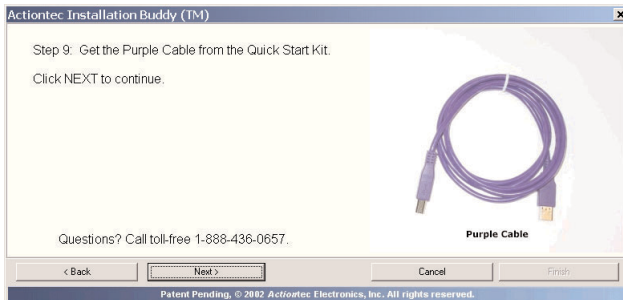 Actiontec Installation Buddy (TM)
Step 9: Get the Purple Cable from the Quick Start Kit.
Click NEXT to continue.
Purple Cable
Questions? Call toll-free 1-888-436-0657.
< Back
Next >
Cancel
Finish
Patent Pending, © 2002 Actiontec Electronics, Inc. All rights reserved.